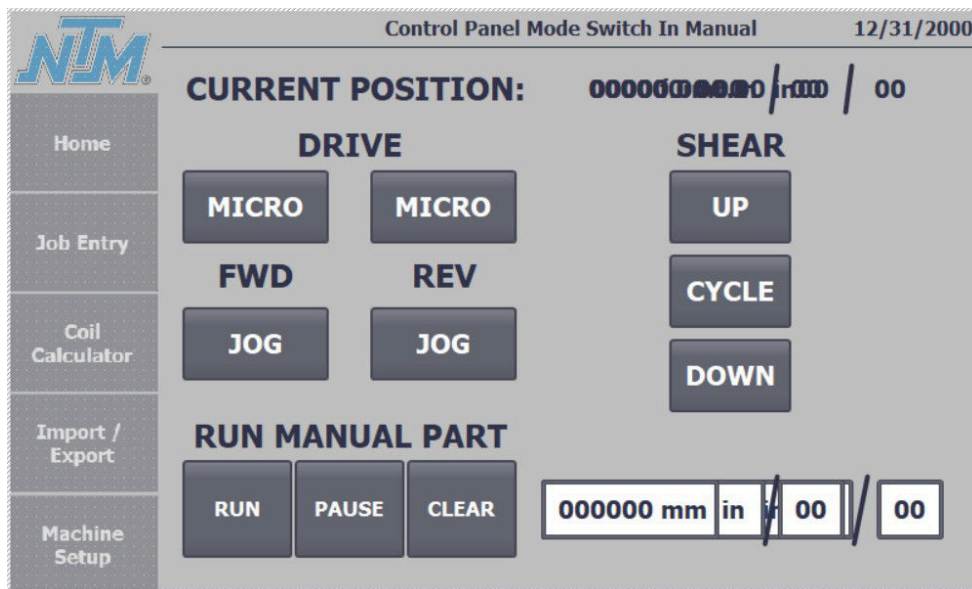 NTM
Control Panel Mode Switch In Manual 12/31/2000
CURRENT POSITION: / / 00
Home
DRIVE SHEAR
MICRO MICRO UP
Job Entry
FWD REV
CYCLE
Coil
Calculator
JOG JOG
DOWN
Import /
Export
RUN MANUAL PART
RUN PAUSE CLEAR 000000 mm in / 00 / 00
Machine
Setup